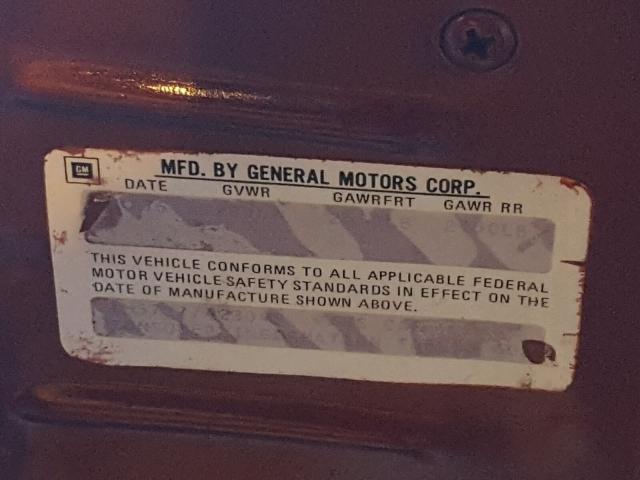 GM
MFD. BY GENERAL MOTORS CORP.
DATE GVWR GAWRFRT GAWR RR
THIS VEHICLE CONFORMS TO ALL APPLICABLE FEDERAL
MOTOR VEHICLE SAFETY STANDARDS IN EFFECT ON THE
DATE OF MANUFACTURE SHOWN ABOVE.